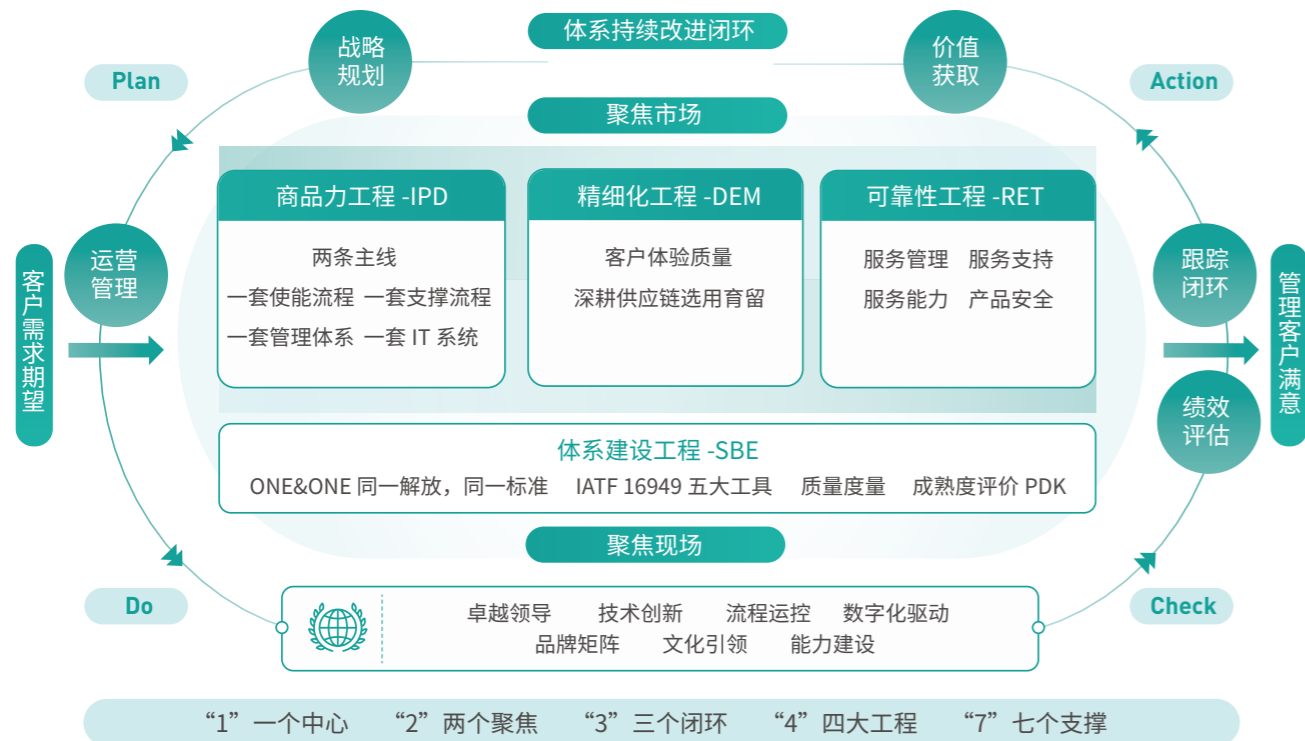 体系持续改进闭环
战略
规划
价值
获取
Plan
Action
聚焦市场
商品力工程 -IPD
两条主线
一套使能流程 一套支撑流程
一套管理体系 一套 IT 系统
精细化工程 -DEM
客户体验质量
深耕供应链选用育留
可靠性工程 -RET
服务管理 服务支持
服务能力 产品安全
运营
管理
客户需求期望
跟踪
闭环
管理客户满意
绩效
评估
体系建设工程 -SBE
ONE&ONE 同一解放，同一标准 IATF 16949 五大工具 质量度量 成熟度评价 PDK
聚焦现场
Do
Check
卓越领导 技术创新 流程运控 数字化驱动
品牌矩阵 文化引领 能力建设
“1”一个中心 “2”两个聚焦 “3”三个闭环 “4”四大工程 “7”七个支撑